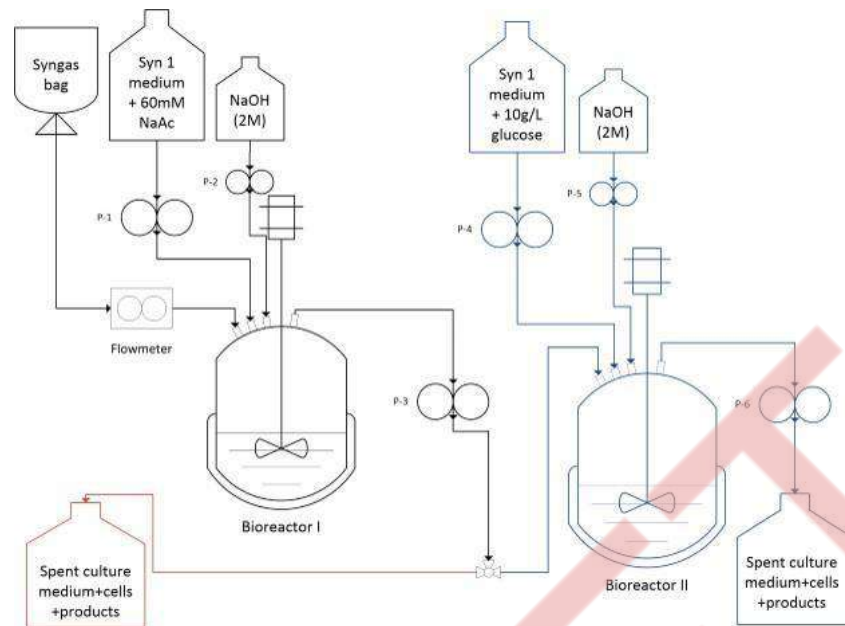 Syngas
bag
Syn 1
medium
+ 60mM
NaAc
NaOH
(2M)
P-1
P-2
Flowmeter
Bioreactor I
P-3
Syn 1
medium
+ 10g/L
glucose
NaOH
(2M)
P-4
P-5
Bioreactor II
P-6
Spent culture
medium+cells
+products
Spent culture
medium+cells
+products